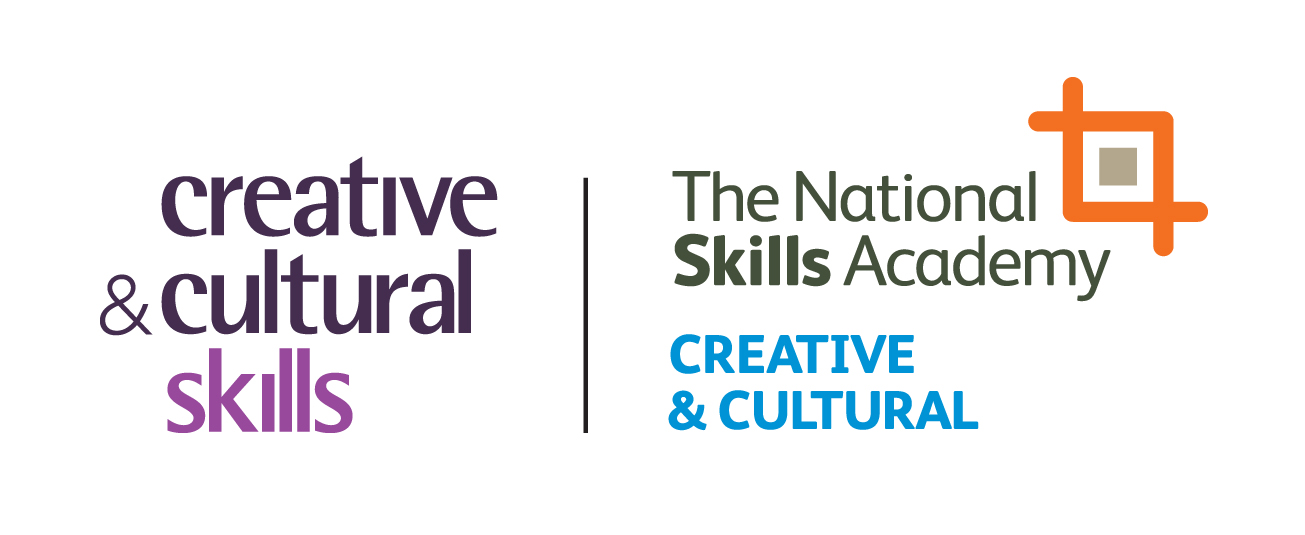 creative
& cultural
skills
The National
Skills Academy
CREATIVE
& CULTURAL